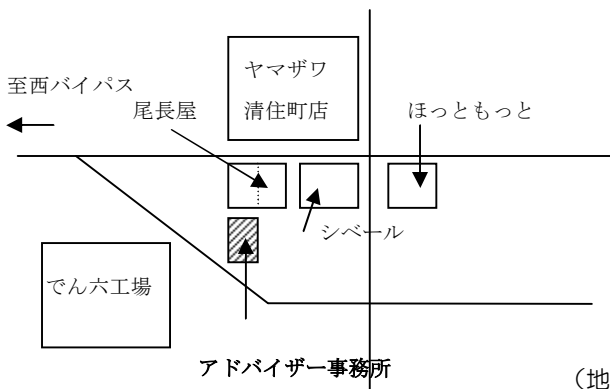 ヤマザワ
清住町店
至西バイパス
尾長屋
ほっともっと
シベール
でん六工場
アドバイザー事務所
（地